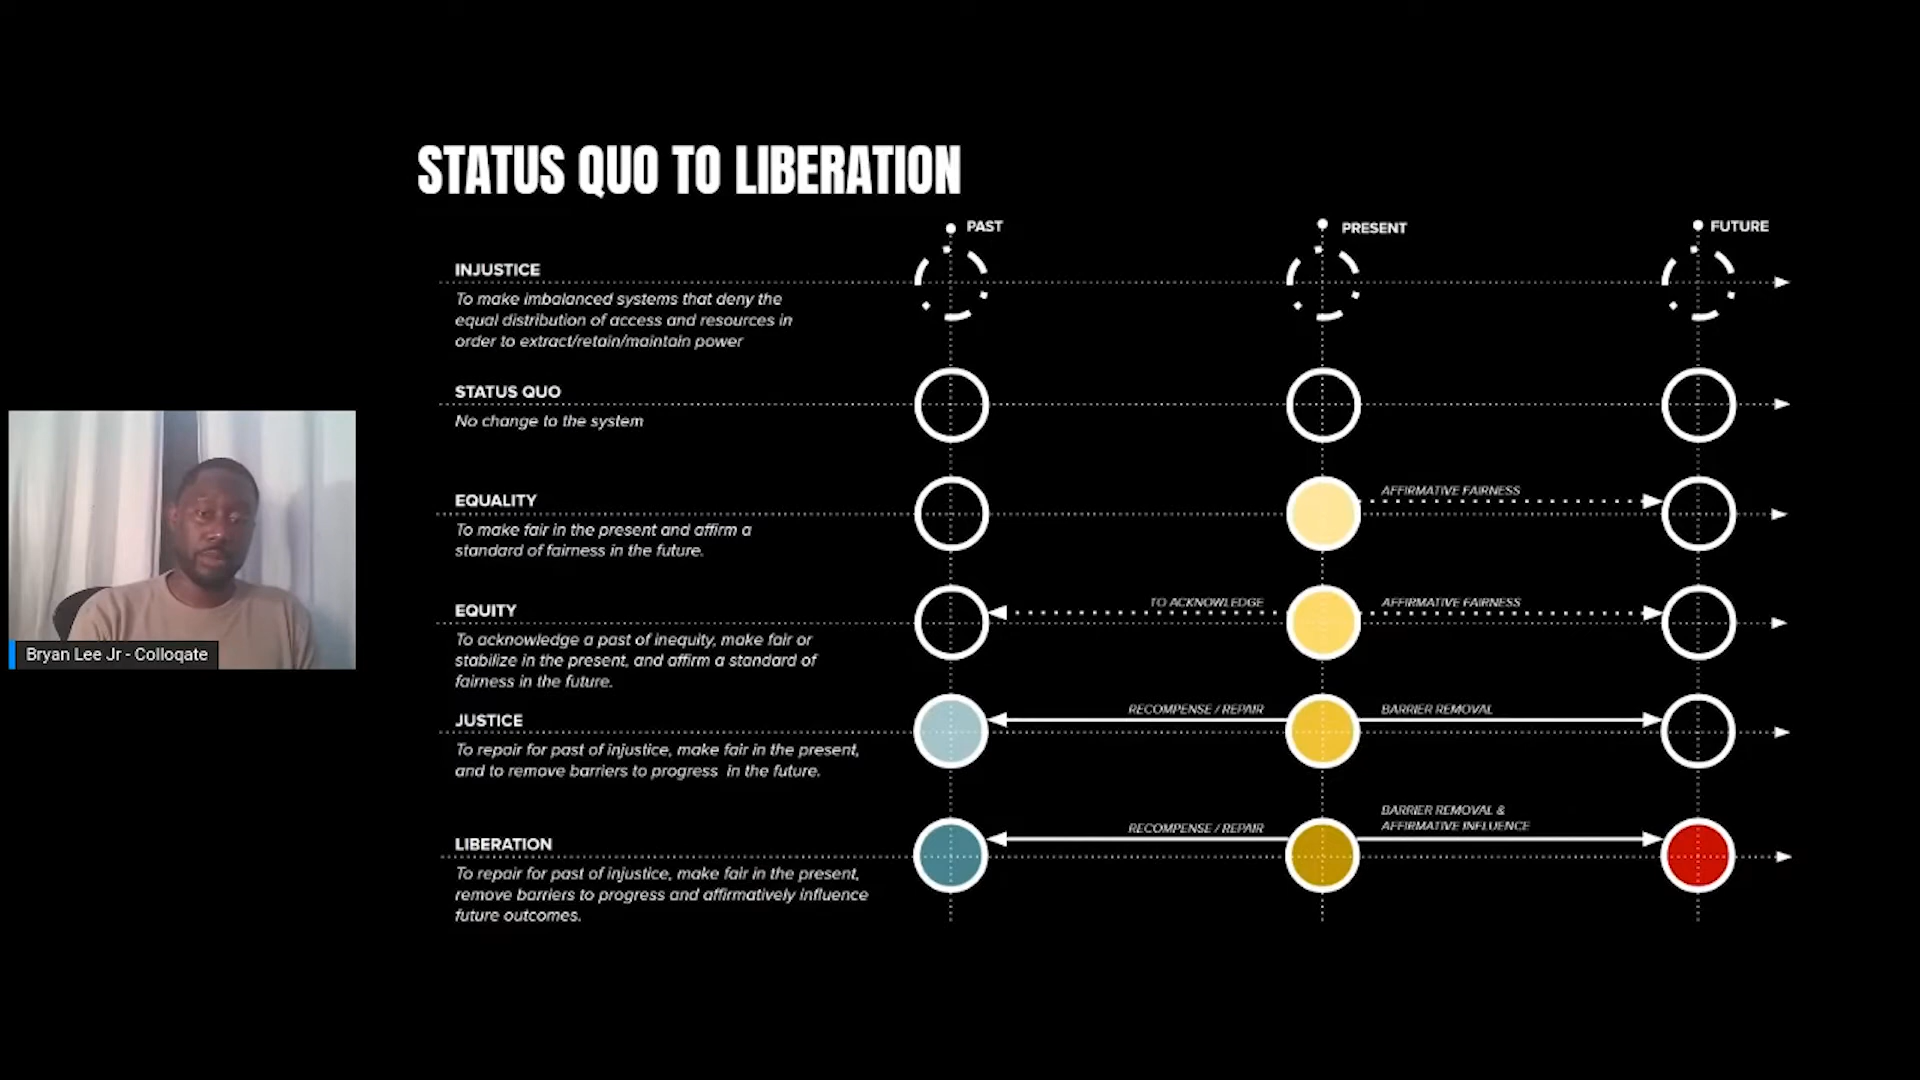 STATUS QUO TO LIBERATION
PAST
PRESENT
FUTURE
INJUSTICE
To make imbalanced systems that deny the
equal distribution of access and resources in
order to extract/retain/maintain power
STATUS QUO
No change to the system
EQUALITY
AFFIRMATIVE FAIRNESS
To make fair in the present and affirm a
standard of fairness in the future.
EQUITY
TO ACKNOWLEDGE
AFFIRMATIVE FAIRNESS
To acknowledge a past of inequity, make fair or
stabilize in the present, and affirm a standard of
fairness in the future.
JUSTICE
RECOMPENSE / REPAIR
BARRIER REMOVAL
To repair for past of injustice, make fair in the present,
and to remove barriers to progress in the future.
LIBERATION
RECOMPENSE / REPAIR
BARRIER REMOVAL &
AFFIRMATIVE INFLUENCE
To repair for past of injustice, make fair in the present,
remove barriers to progress and affirmatively influence
future outcomes.
Bryan Lee Jr - Colloqate